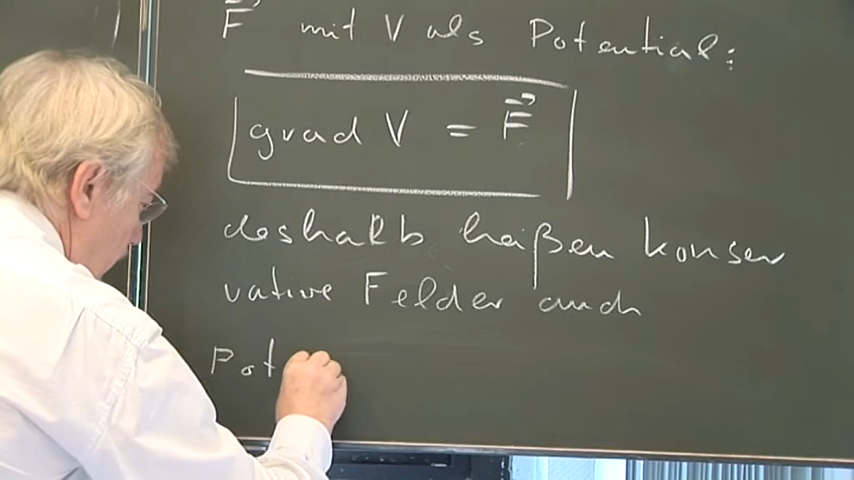 F⃗ mit V als Potential:
grad V = F⃗
deshalb heißen konser
vative Felder auch
Pot